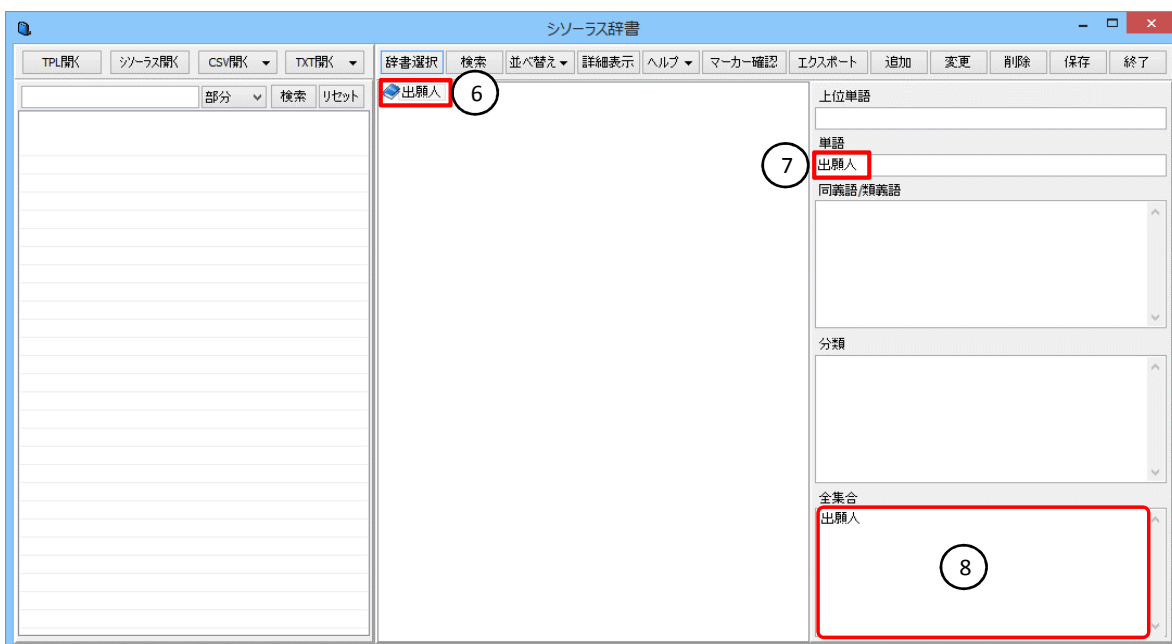 シソーラス辞書
TPL開く シソーラス開く CSV開く TXT開く 辞書選択 検索 並べ替え 詳細表示 ヘルプ マーカー確認 エクスポート 追加 変更 削除 保存 終了
部分 検索 リセット
出願人 6
上位単語
単語
7 出願人
同義語/類義語
分類
全集合
出願人
8